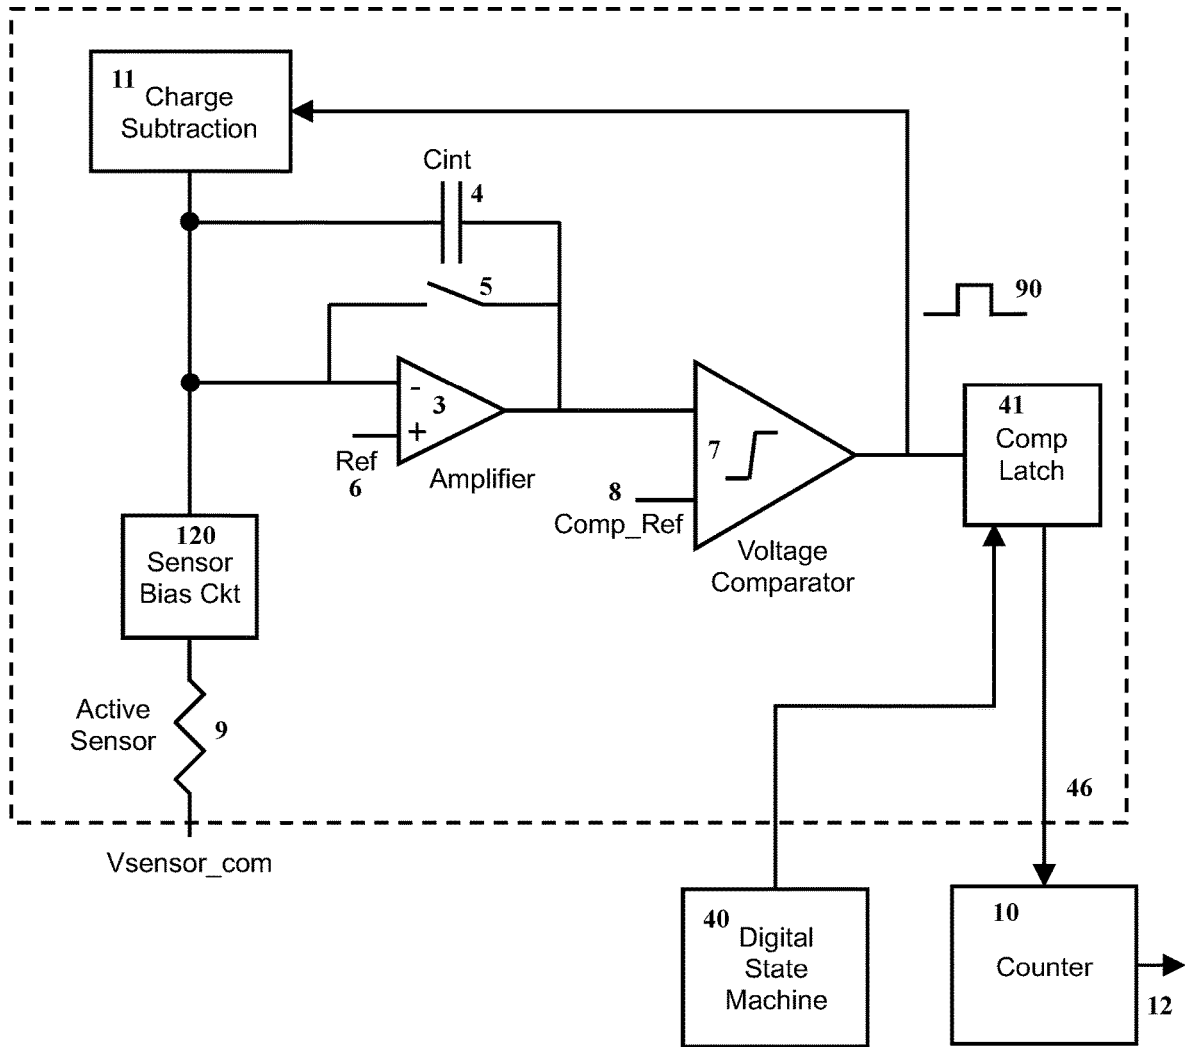 11
Charge
Subtraction
Cint
4
5
90
-
3
+
Ref
6
Amplifier
7
8
Comp_Ref
Voltage
Comparator
41
Comp
Latch
120
Sensor
Bias Ckt
Active
Sensor
9
46
Vsensor_com
40
Digital
State
Machine
10
Counter
12